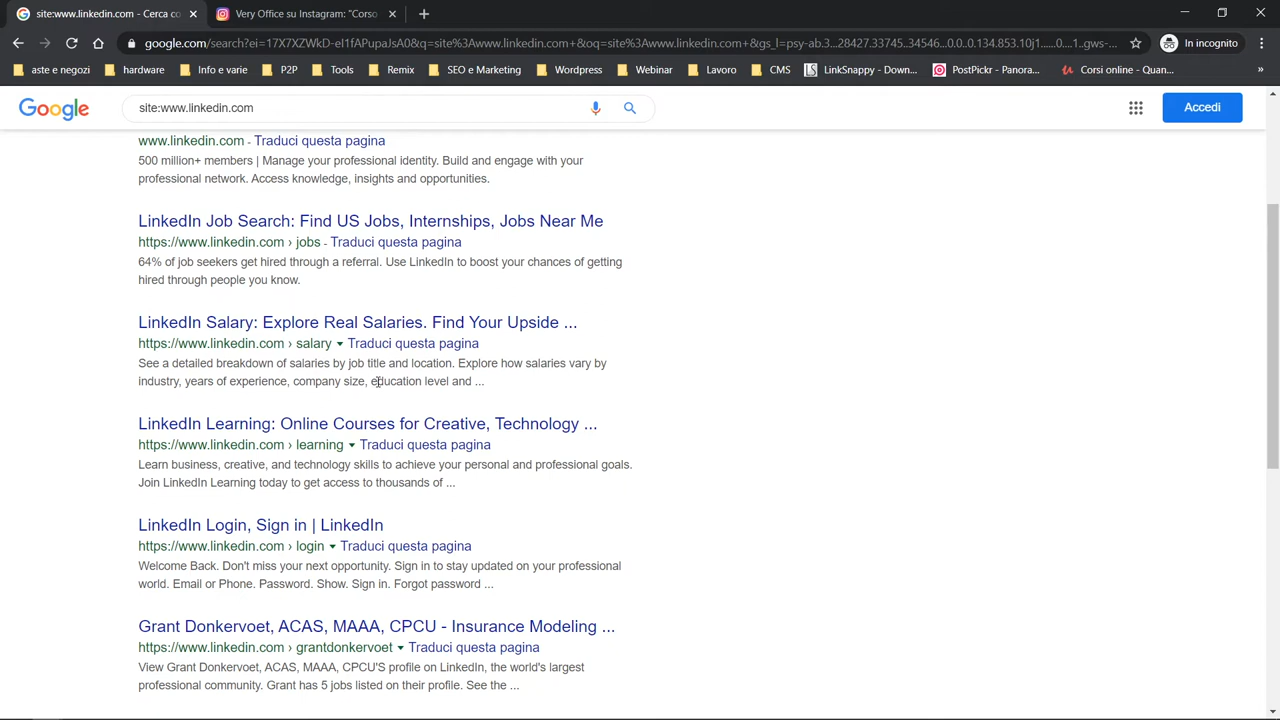 site:www.linkedin.com - Cerca co
Very Office su Instagram: "Corso
google.com/search?ei=17X7XZWkD-eI1fAPupaJsA0&q=site%3Awww.linkedin.com+&oq=site%3Awww.linkedin.com+&gs_l=psy-ab.3...28427.33745..34546...0.0..0.134.853.10j1......0....1..gws-...
In incognito
aste e negozi
hardware
Info e varie
P2P
Tools
Remix
SEO e Marketing
Wordpress
Webinar
Lavoro
CMS
LinkSnappy - Down...
PostPickr - Panora...
Corsi online - Quan...
»
Google
site:www.linkedin.com
Accedi
www.linkedin.com - Traduci questa pagina
500 million+ members | Manage your professional identity. Build and engage with your
professional network. Access knowledge, insights and opportunities.
LinkedIn Job Search: Find US Jobs, Internships, Jobs Near Me
https://www.linkedin.com › jobs - Traduci questa pagina
64% of job seekers get hired through a referral. Use LinkedIn to boost your chances of getting
hired through people you know.
LinkedIn Salary: Explore Real Salaries. Find Your Upside ...
https://www.linkedin.com › salary ▾ Traduci questa pagina
See a detailed breakdown of salaries by job title and location. Explore how salaries vary by
industry, years of experience, company size, education level and ...
LinkedIn Learning: Online Courses for Creative, Technology ...
https://www.linkedin.com › learning ▾ Traduci questa pagina
Learn business, creative, and technology skills to achieve your personal and professional goals.
Join LinkedIn Learning today to get access to thousands of ...
LinkedIn Login, Sign in | LinkedIn
https://www.linkedin.com › login ▾ Traduci questa pagina
Welcome Back. Don't miss your next opportunity. Sign in to stay updated on your professional
world. Email or Phone. Password. Show. Sign in. Forgot password ...
Grant Donkervoet, ACAS, MAAA, CPCU - Insurance Modeling ...
https://www.linkedin.com › grantdonkervoet ▾ Traduci questa pagina
View Grant Donkervoet, ACAS, MAAA, CPCU'S profile on LinkedIn, the world's largest
professional community. Grant has 5 jobs listed on their profile. See the ...